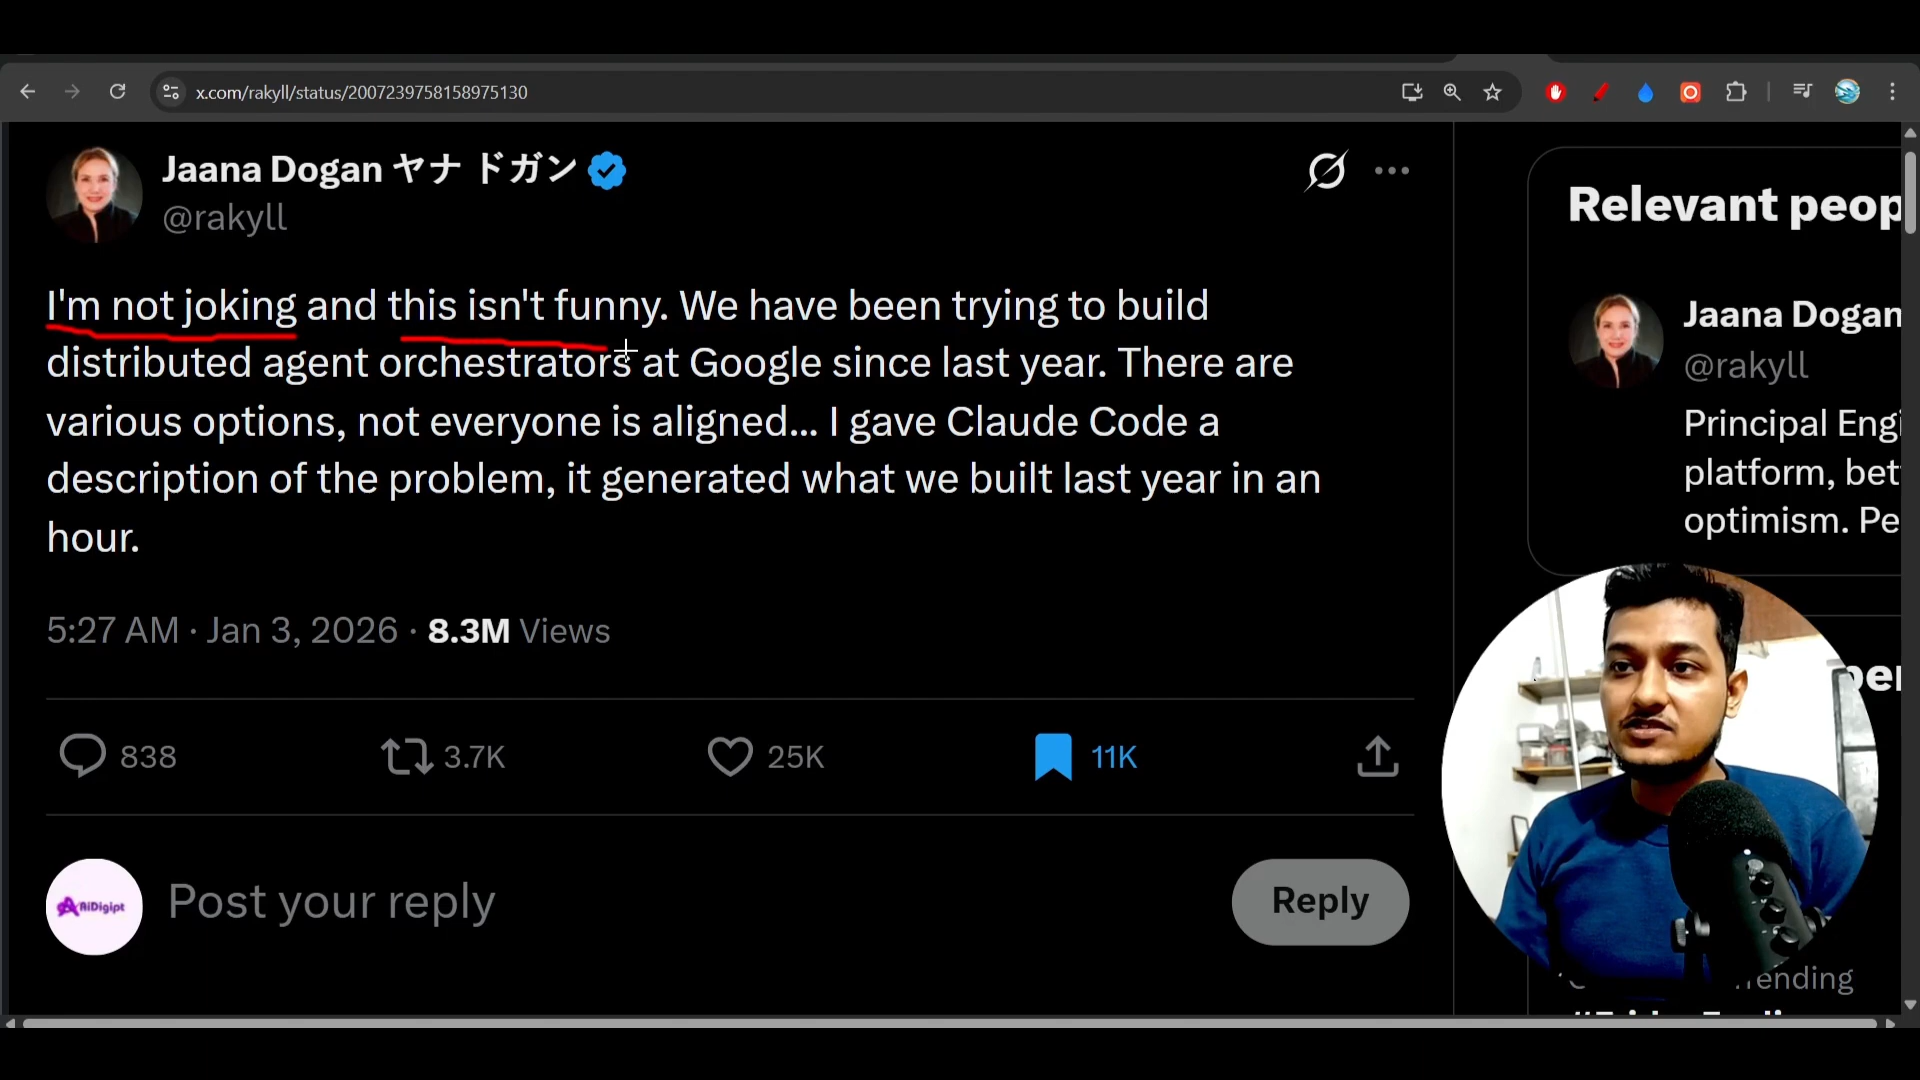 x.com/rakyll/status/2007239758158975130
Jaana Dogan ヤナ ドガン
@rakyll
I'm not joking and this isn't funny. We have been trying to build
distributed agent orchestrators at Google since last year. There are
various options, not everyone is aligned... I gave Claude Code a
description of the problem, it generated what we built last year in an
hour.
5:27 AM · Jan 3, 2026 · 8.3M Views
838
3.7K
25K
11K
AiDigipt
Post your reply
Reply
Relevant peop
Jaana Dogan
@rakyll
Principal Engi
platform, bet
optimism. Pe